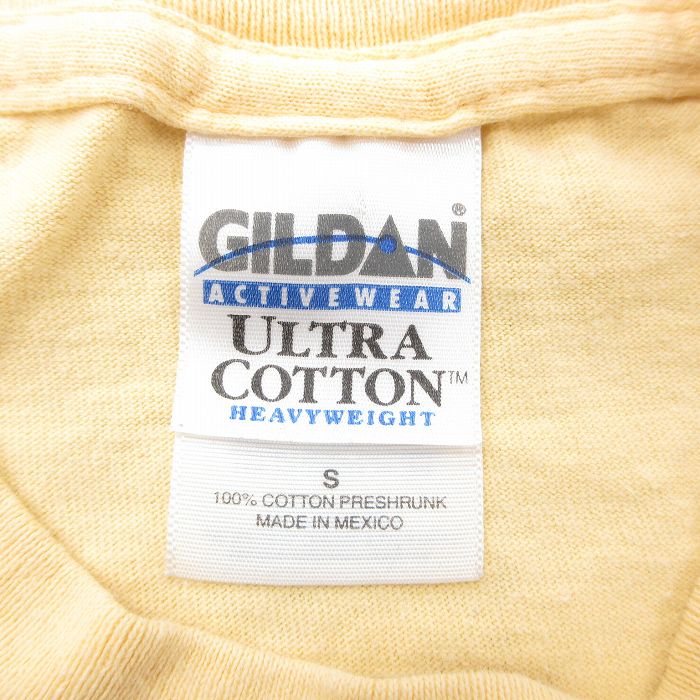 GILDAN®
ACTIVEWEAR
ULTRA
COTTON™
HEAVYWEIGHT
S
100% COTTON PRESHRUNK
MADE IN MEXICO